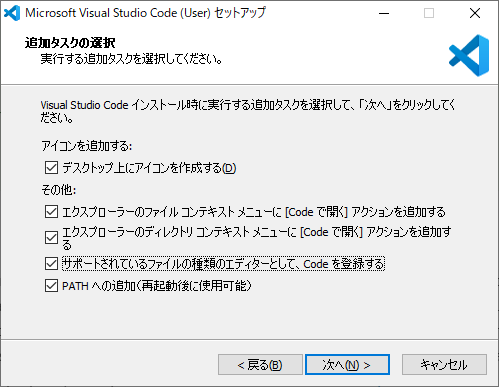 Microsoft Visual Studio Code (User) セットアップ
追加タスクの選択
実行する追加タスクを選択してください。
Visual Studio Code インストール時に実行する追加タスクを選択して、「次へ」をクリックしてくだ
さい。
アイコンを追加する:
デスクトップ上にアイコンを作成する(D)
その他:
エクスプローラーのファイル コンテキスト メニューに [Code で開く] アクションを追加する
エクスプローラーのディレクトリ コンテキスト メニューに [Code で開く] アクションを追加す
る
サポートされているファイルの種類のエディターとして、Code を登録する
PATH への追加（再起動後に使用可能）
< 戻る(B)
次へ(N) >
キャンセル